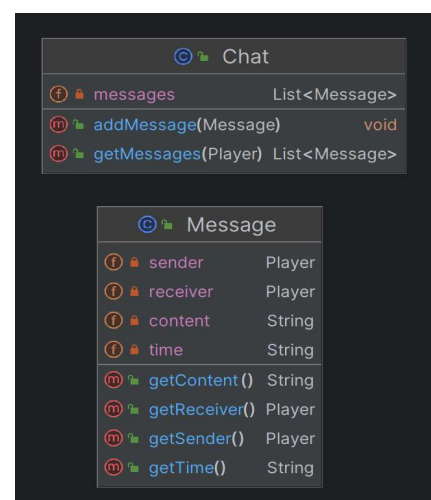 Chat
messages List<Message>
addMessage(Message) void
getMessages(Player) List<Message>
Message
sender Player
receiver Player
content String
time String
getContent() String
getReceiver() Player
getSender() Player
getTime() String